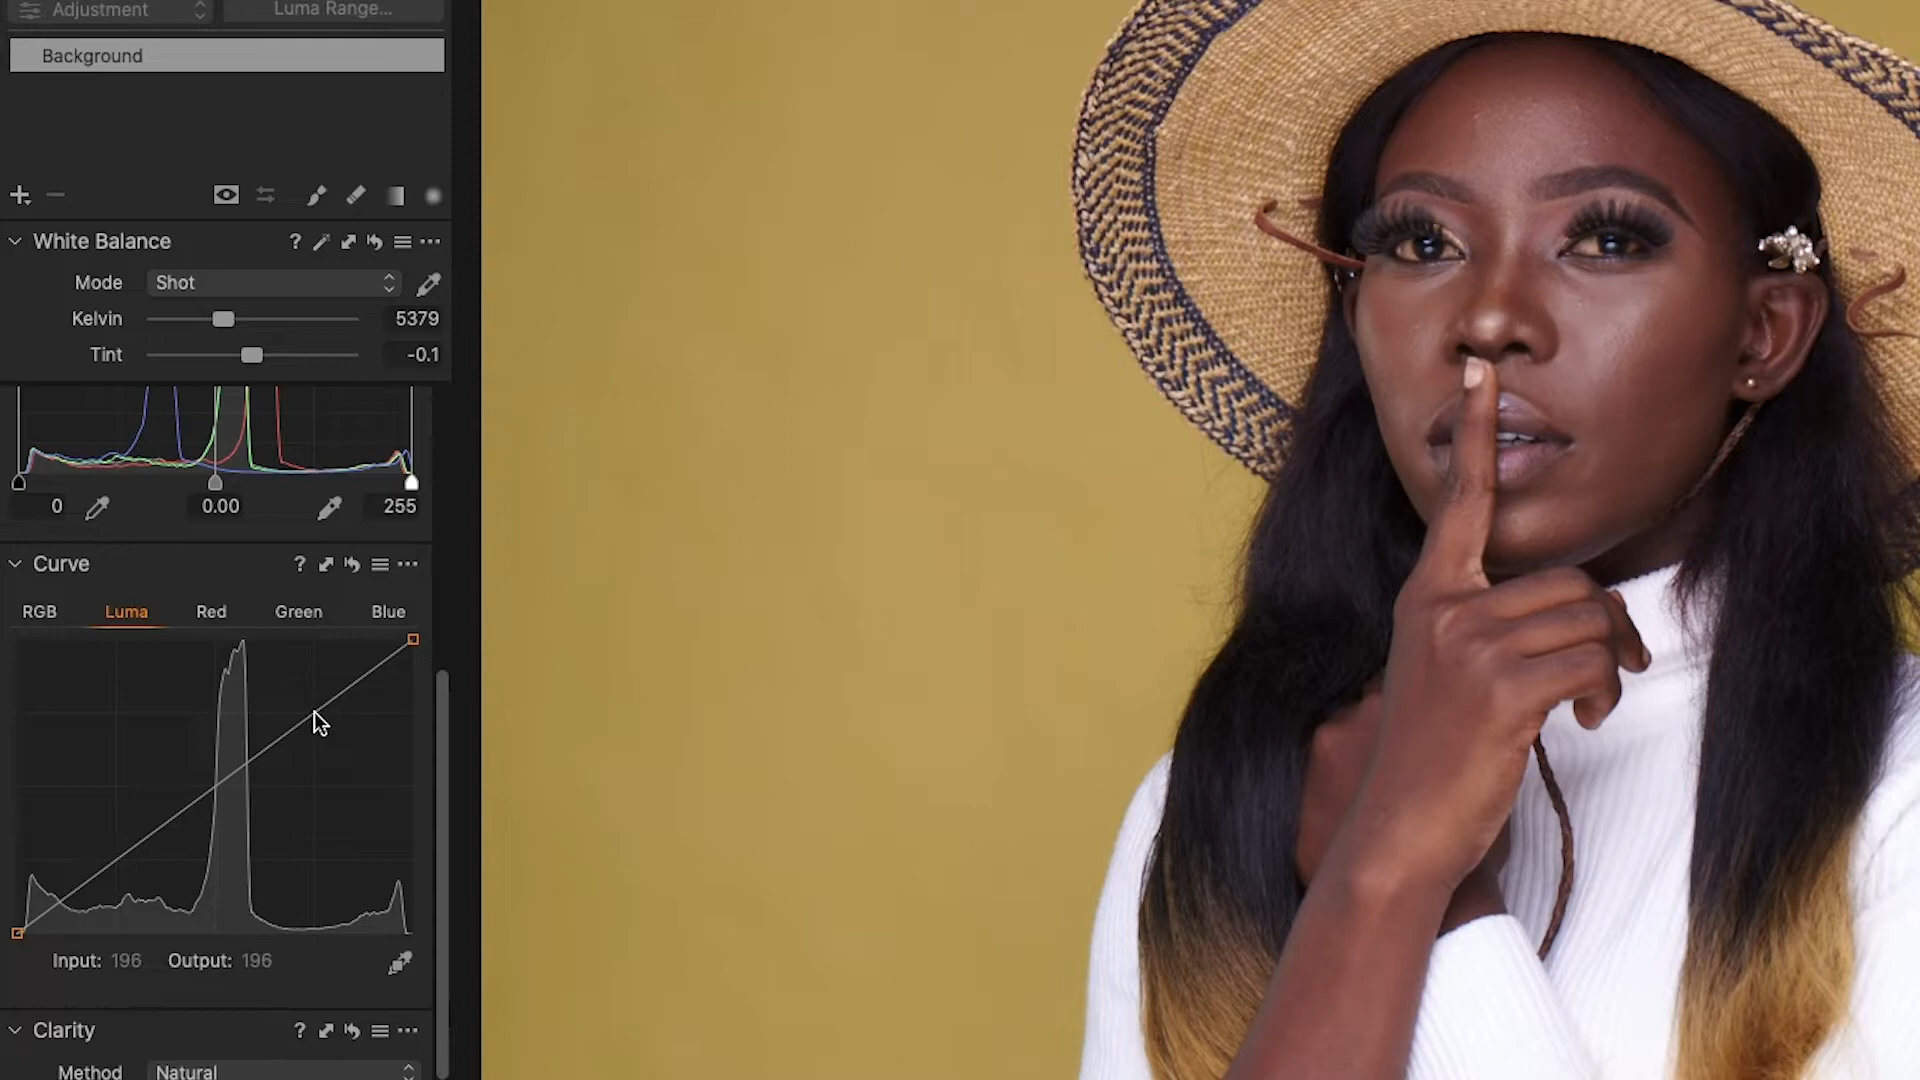 Adjustment
Luma Range...
Background
White Balance
?
Mode Shot
Kelvin 5379
Tint -0.1
0 0.00 255
Curve
?
RGB Luma Red Green Blue
Input: 196 Output: 196
Clarity
?
Method Natural